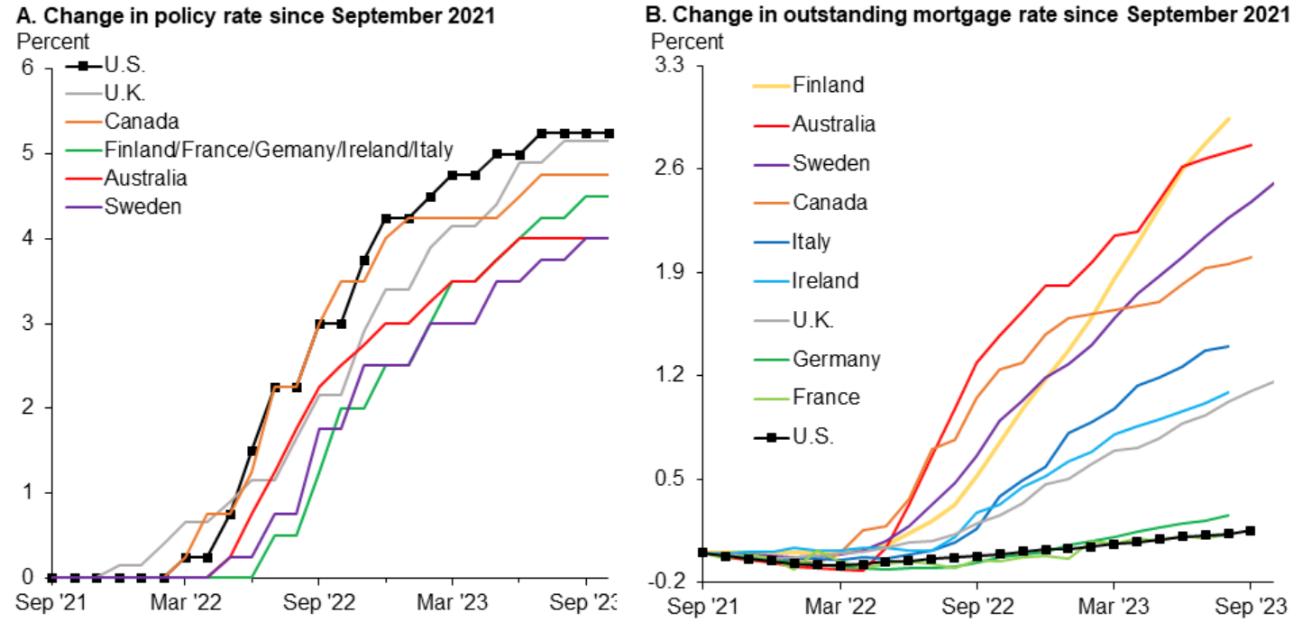 A. Change in policy rate since September 2021
Percent
6
5
4
3
2
1
0
U.S.
U.K.
Canada
Finland/France/Gemany/Ireland/Italy
Australia
Sweden
Sep '21
Mar '22
Sep '22
Mar '23
Sep '23
B. Change in outstanding mortgage rate since September 2021
Percent
3.3
2.6
1.9
1.2
0.5
-0.2
Finland
Australia
Sweden
Canada
Italy
Ireland
U.K.
Germany
France
U.S.
Sep '21
Mar '22
Sep '22
Mar '23
Sep '23